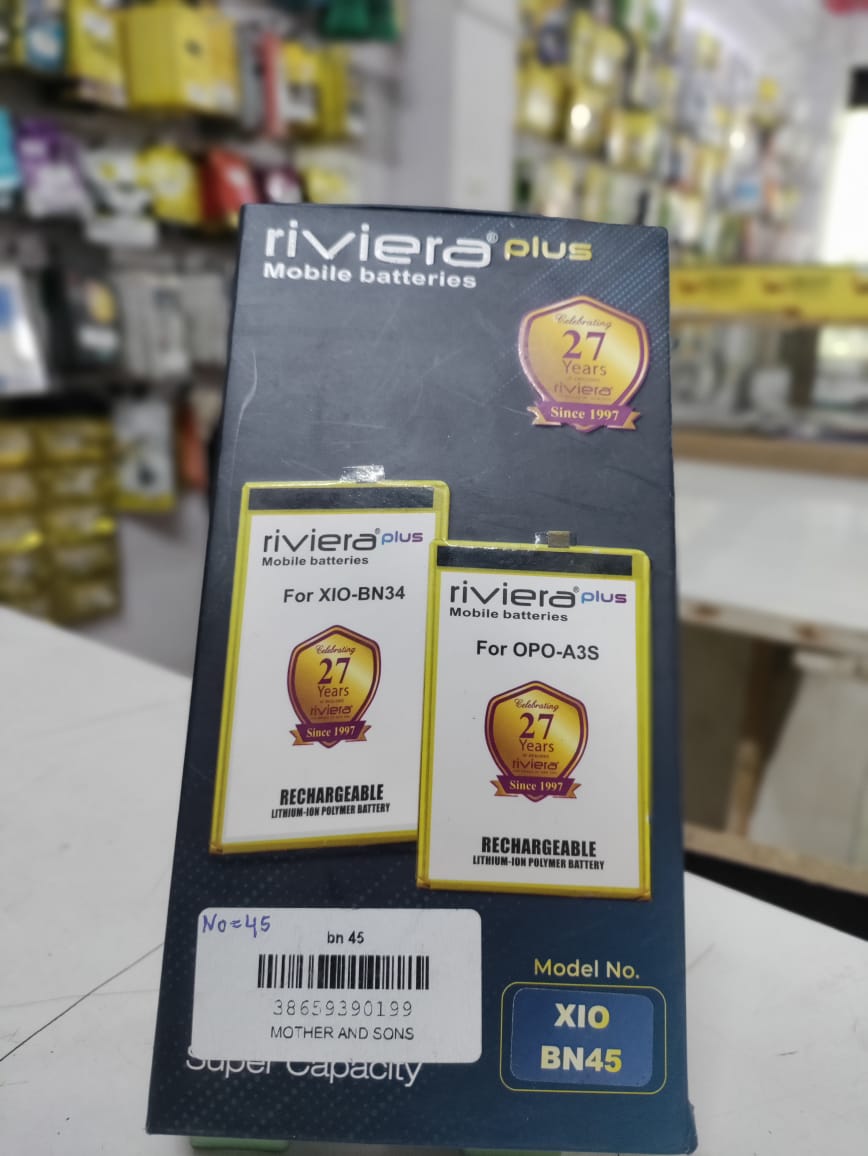 riviera® plus
Mobile batteries
Celebrating
27
Years
riviera
Since 1997
riviera® plus
Mobile batteries
For XIO-BN34
Celebrating
27
Years
riviera
Since 1997
RECHARGEABLE
LITHIUM-ION POLYMER BATTERY
riviera® plus
Mobile batteries
For OPO-A3S
Celebrating
27
Years
riviera
Since 1997
RECHARGEABLE
LITHIUM-ION POLYMER BATTERY
No=45
bn 45
38659390199
MOTHER AND SONS
Super Capacity
Model No.
XIO
BN45